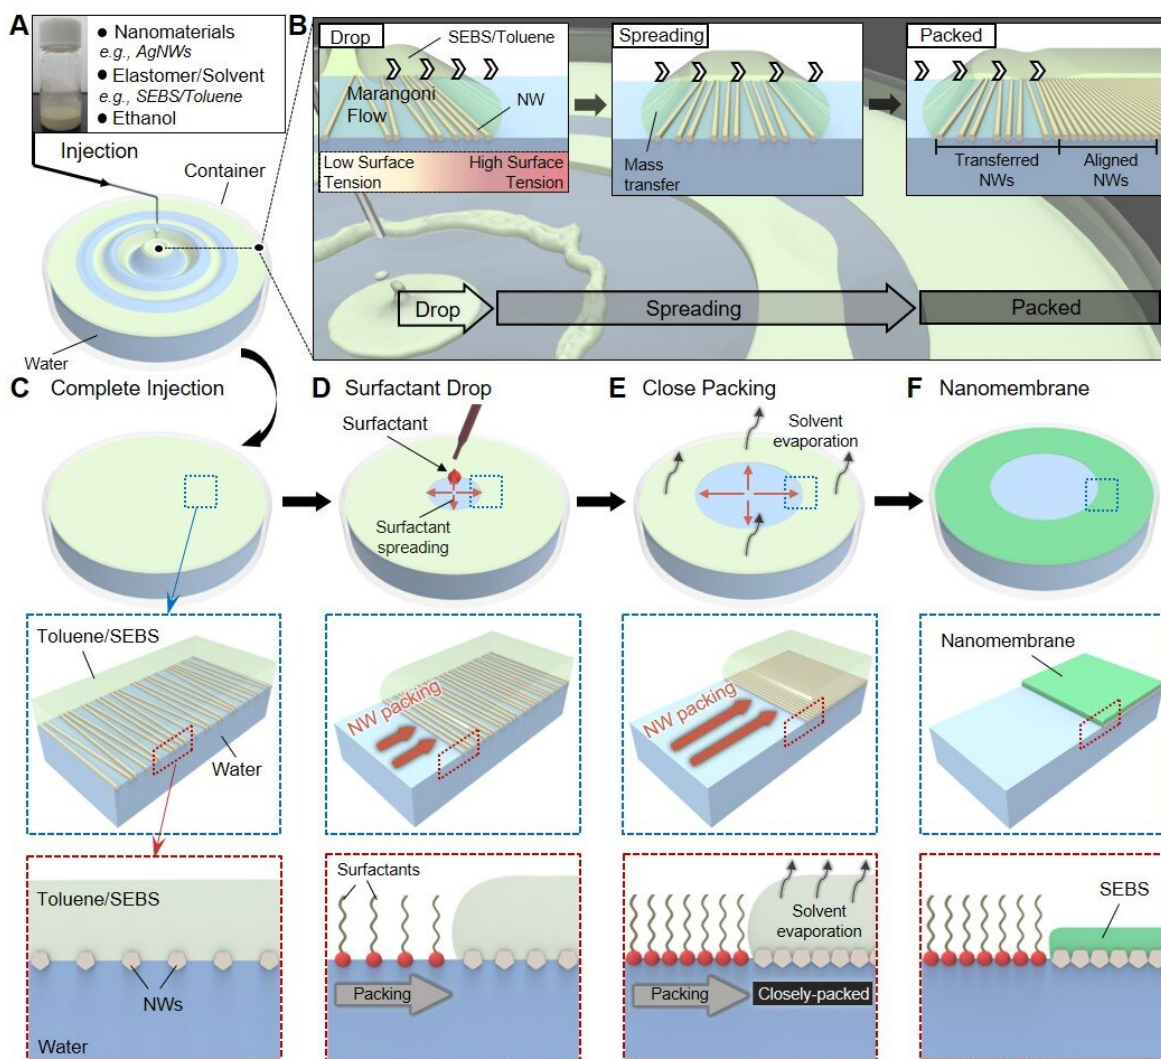 A
● Nanomaterials
e.g., AgNWs
● Elastomer/Solvent
e.g., SEBS/Toluene
● Ethanol
Injection
Container
Water
B
Drop
SEBS/Toluene
Marangoni
Flow
NW
Low Surface
Tension
High Surface
Tension
Spreading
Mass
transfer
Packed
Transferred
NWs
Aligned
NWs
Drop
Spreading
Packed
C Complete Injection
D Surfactant Drop
Surfactant
Surfactant
spreading
E Close Packing
Solvent
evaporation
F Nanomembrane
Toluene/SEBS
Water
NW packing
NW packing
Nanomembrane
Toluene/SEBS
NWs
Water
Surfactants
Packing
Solvent
evaporation
Packing
Closely-packed
SEBS